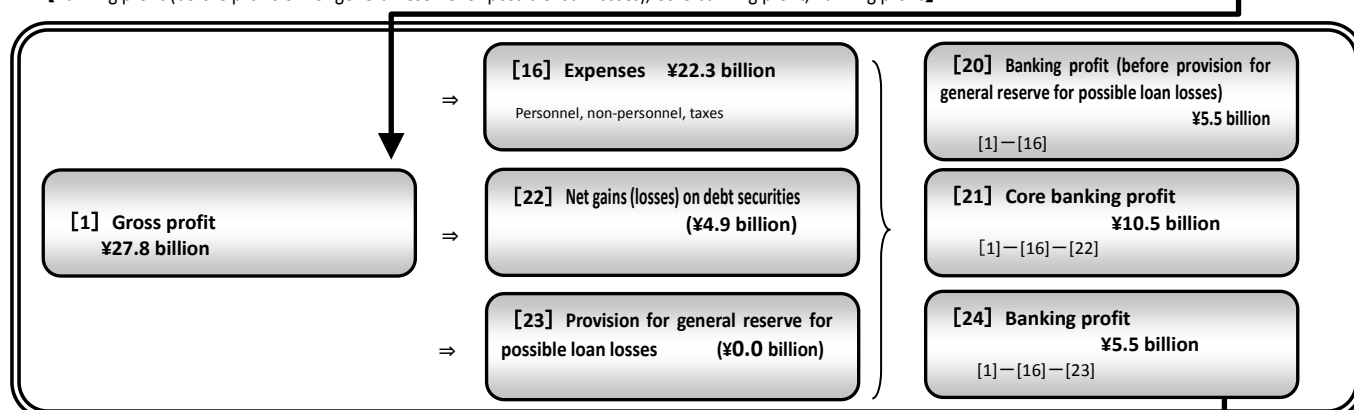 [1] Gross profit
¥27.8 billion
⇒
[16] Expenses ¥22.3 billion
Personnel, non-personnel, taxes
⇒
[22] Net gains (losses) on debt securities
(¥4.9 billion)
⇒
[23] Provision for general reserve for
possible loan losses (¥0.0 billion)
[20] Banking profit (before provision for
general reserve for possible loan losses)
¥5.5 billion
[1]－[16]
[21] Core banking profit
¥10.5 billion
[1]－[16]－[22]
[24] Banking profit
¥5.5 billion
[1]－[16]－[23]